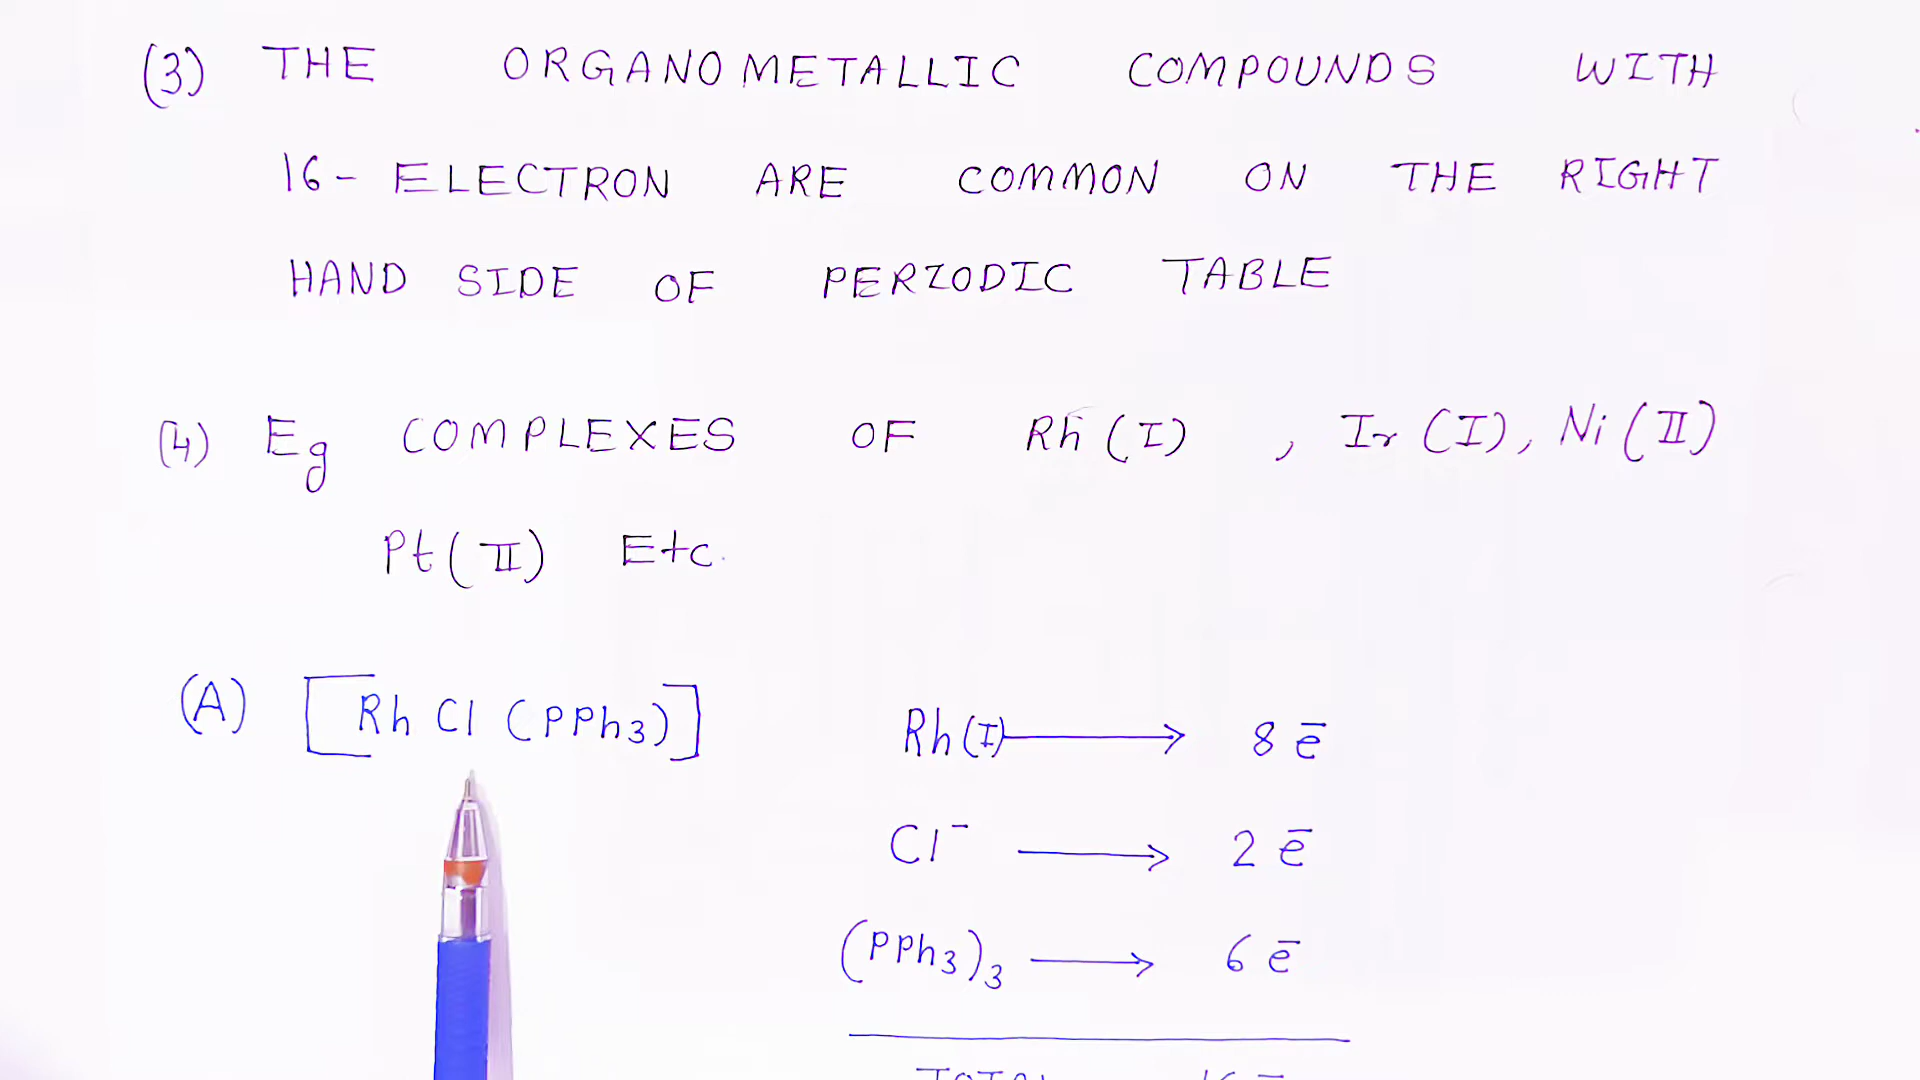 (3) THE ORGANOMETALLIC COMPOUNDS WITH
16- ELECTRON ARE COMMON ON THE RIGHT
HAND SIDE OF PERIODIC TABLE
(4) Eg COMPLEXES OF Rh (I) , Ir (I), Ni (II)
Pt (II) Etc.
(A) [Rh Cl (PPh3)]
Rh (I) → 8 e̅
Cl⁻ → 2 e̅
(PPh3)3 → 6 e̅